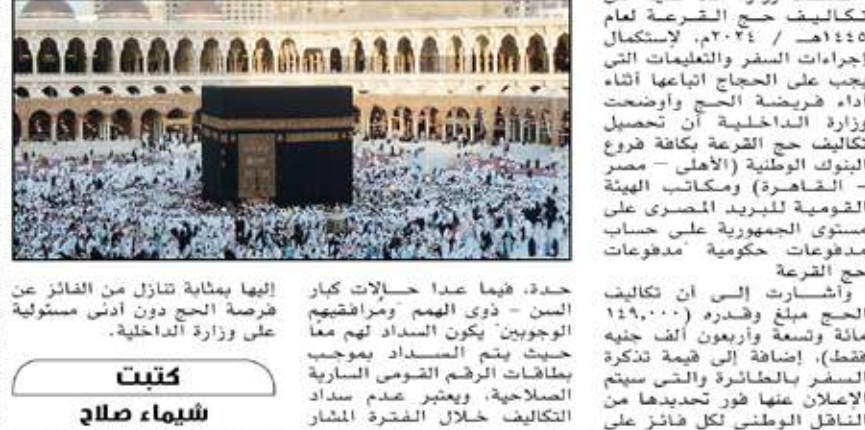 تكاليف حج القرعة لعام
١٤٤٥هـ / ٢٠٢٤م، لإستكمال
إجراءات السفر والتعليمات التى
يجب على الحجاج اتباعها أثناء
أداء فريضة الحج وأوضحت
وزارة الداخلية أن تحصيل
تكاليف حج القرعة بكافة فروع
البنوك الوطنية (الأهلى – مصر
- القاهرة) ومكاتب الهيئة
القومية للبريد المصرى على
مستوى الجمهورية على حساب
مدفوعات حكومية "مدفوعات
حج القرعة
وأشارت إلى أن تكاليف
الحج مبلغ وقدره (١٤٩,٠٠٠
مائة وتسعة وأربعون ألف جنيه
فقط)، إضافة إلى قيمة تذكرة
السفر بالطائرة والتى سيتم
الإعلان عنها فور تحديدها من
الناقل الوطنى لكل فائز على
حدة، فيما عدا حالات كبار
السن – ذوى الهمم "ومُرافقيهم
الوجوبين" يكون السداد لهم معًا
حيث يتم السداد بموجب
بطاقات الرقم القومى السارية
الصلاحية، ويعتبر عدم سداد
التكاليف خلال الفترة المشار
إليها بمثابة تنازل من الفائز عن
فرصة الحج دون أدنى مسئولية
على وزارة الداخلية.
كتبت
شيماء صلاح